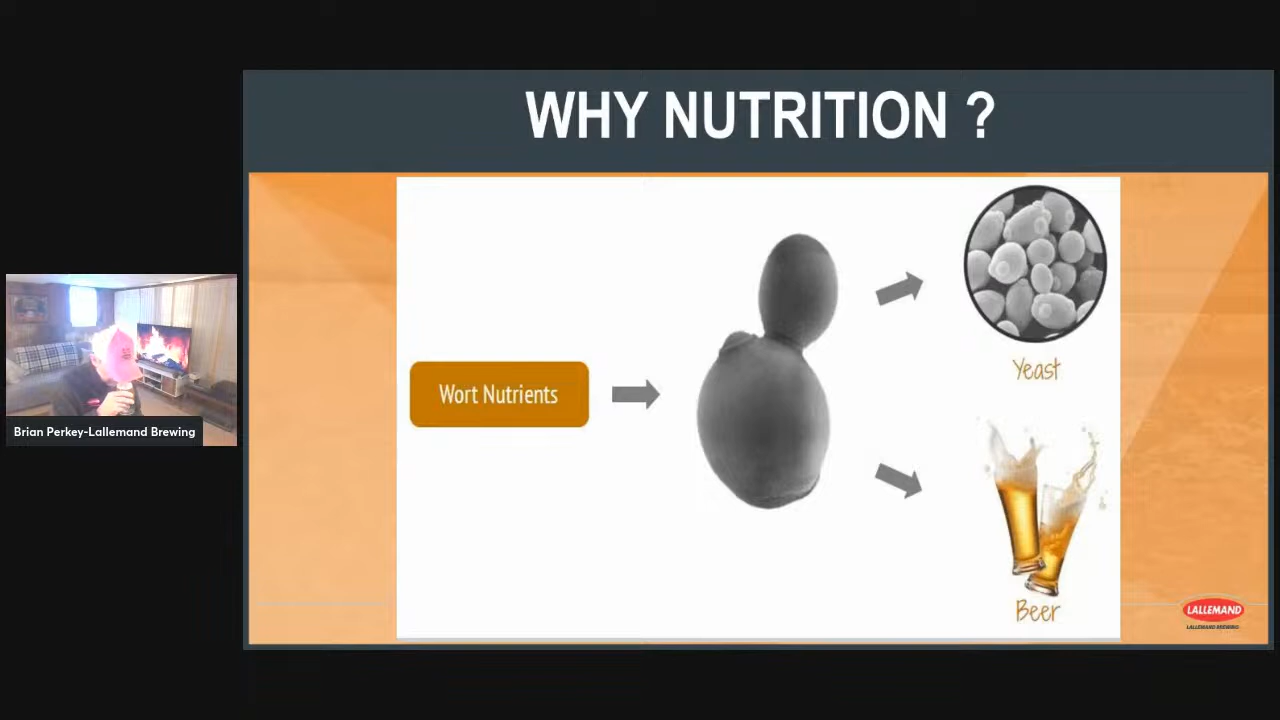 WHY NUTRITION ?
Wort Nutrients
Yeast
Beer
Brian Perkey-Lallemand Brewing
LALLEMAND
LALLEMAND BREWING